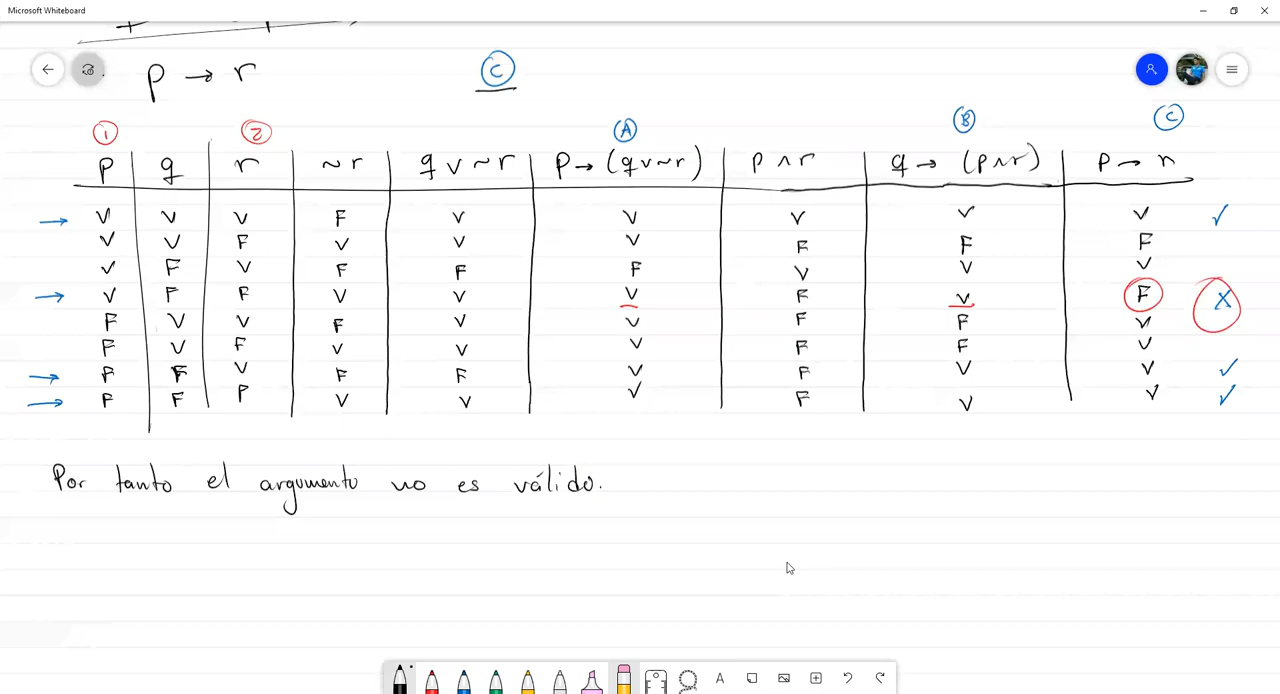 Microsoft Whiteboard
p → r
C
1 2 A B C
p q r ~r q v ~r p → (q v ~r) p ∧ r q → (p ∧ r) p → r
→ V V V F V V V V V ✓
V V F V V V F F F
V F V F F F V V V
→ V F F V V V F V F X
F V V F V V F F V
F V F V V V F F V
→ F F V F F V F V V ✓
→ F F F V V V F V V ✓
Por tanto el argumento no es válido.
A